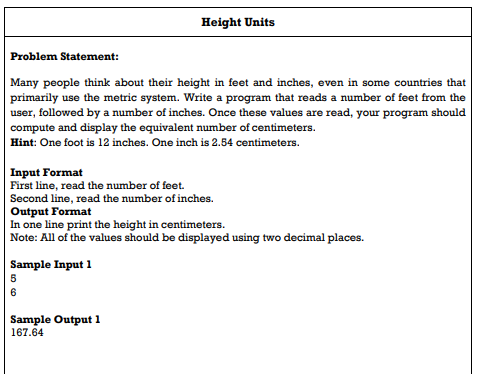 Height Units
Problem Statement:
Many people think about their height in feet and inches, even in some countries that
primarily use the metric system. Write a program that reads a number of feet from the
user, followed by a number of inches. Once these values are read, your program should
compute and display the equivalent number of centimeters.
Hint: One foot is 12 inches. One inch is 2.54 centimeters.
Input Format
First line, read the number of feet.
Second line, read the number of inches.
Output Format
In one line print the height in centimeters.
Note: All of the values should be displayed using two decimal places.
Sample Input 1
5
6
Sample Output 1
167.64